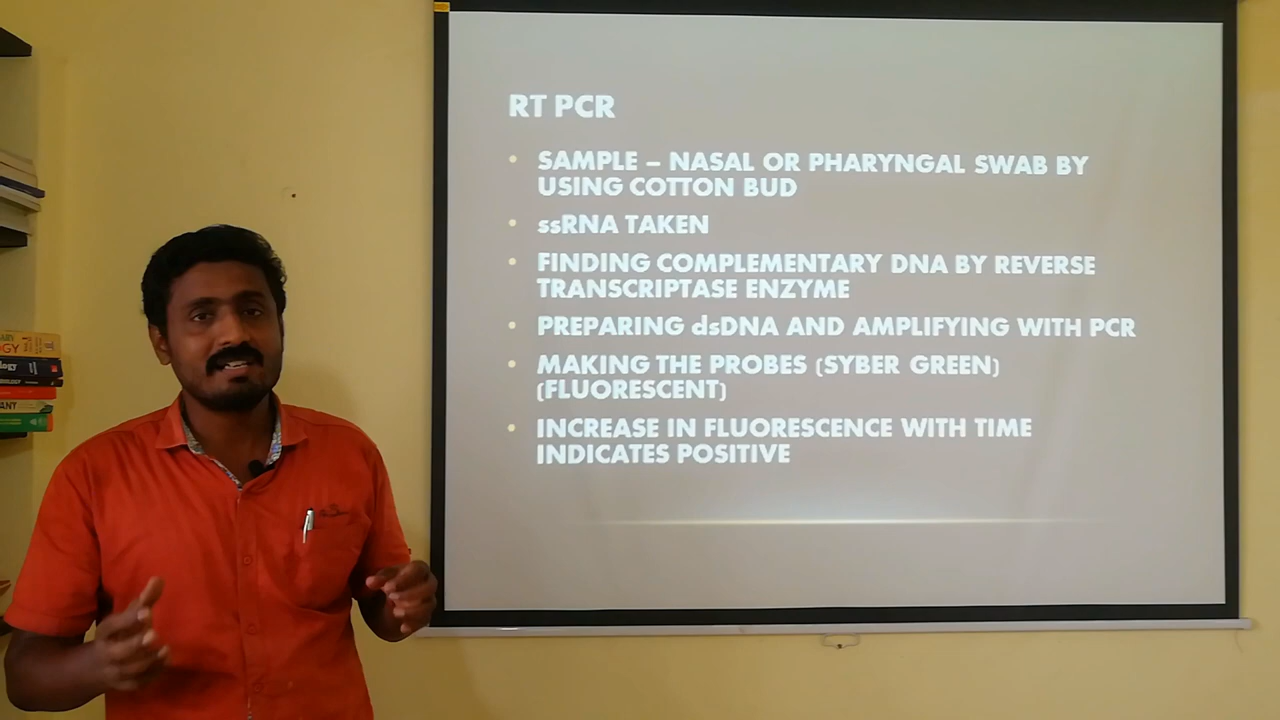 RT PCR
• SAMPLE – NASAL OR PHARYNGAL SWAB BY
USING COTTON BUD
• ssRNA TAKEN
• FINDING COMPLEMENTARY DNA BY REVERSE
TRANSCRIPTASE ENZYME
• PREPARING dsDNA AND AMPLIFYING WITH PCR
• MAKING THE PROBES (SYBER GREEN)
(FLUORESCENT)
• INCREASE IN FLUORESCENCE WITH TIME
INDICATES POSITIVE